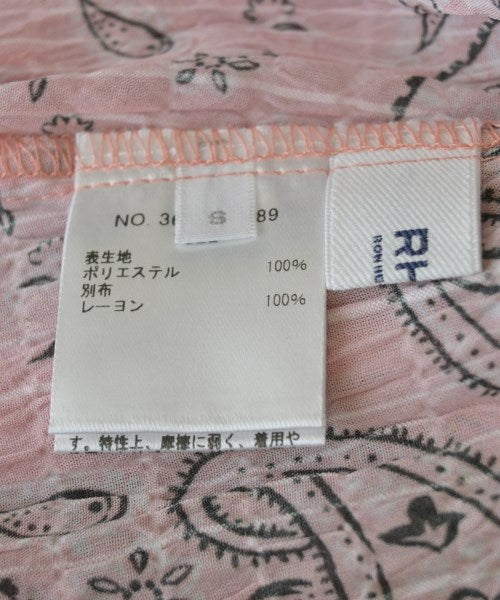 NO. 36 S 89
表生地
ポリエステル 100%
別布
レーヨン 100%
す。特性上、摩擦に弱く、着用や
RH
RON HE